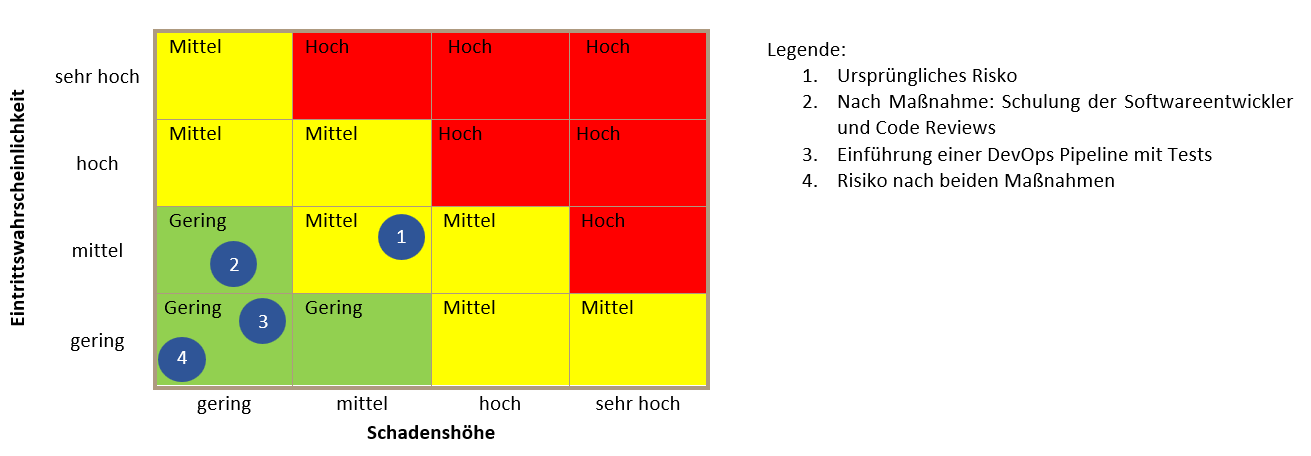 Eintrittswahrscheinlichkeit
sehr hoch
Mittel
Hoch
Hoch
Hoch
hoch
Mittel
Mittel
Hoch
Hoch
mittel
Gering
Mittel
Mittel
Hoch
1
2
gering
Gering
Gering
Mittel
Mittel
3
4
gering
mittel
hoch
sehr hoch
Schadenshöhe
Legende:
1. Ursprüngliches Risko
2. Nach Maßnahme: Schulung der Softwareentwickler
und Code Reviews
3. Einführung einer DevOps Pipeline mit Tests
4. Risiko nach beiden Maßnahmen